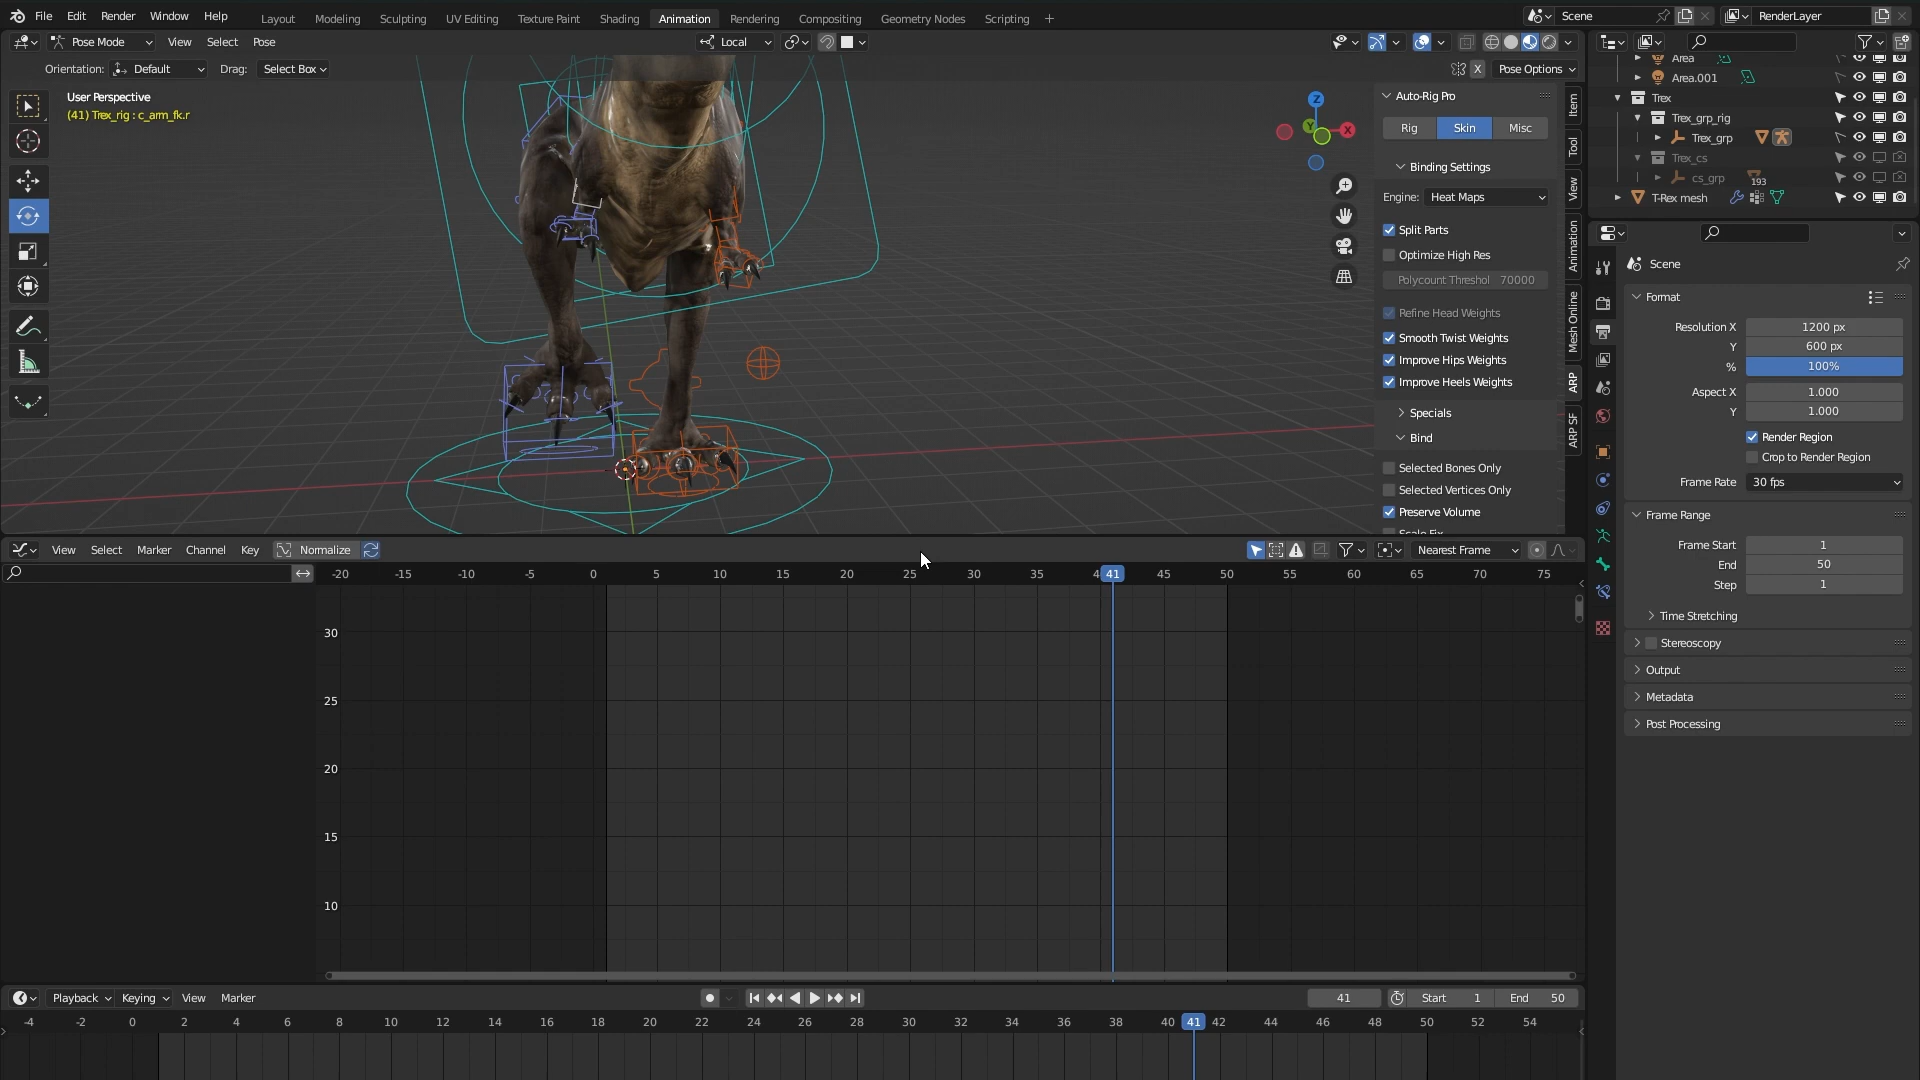 File Edit Render Window Help Layout Modeling Sculpting UV Editing Texture Paint Shading Animation Rendering Compositing Geometry Nodes Scripting + Scene RenderLayer
Pose Mode View Select Pose Local
Orientation: Default Drag: Select Box X Pose Options
User Perspective
(41) Trex_rig : c_arm_fk.r
Z
Y
X
Auto-Rig Pro
Rig Skin Misc
Binding Settings
Engine: Heat Maps
Split Parts
Optimize High Res
Polycount Threshol 70000
Refine Head Weights
Smooth Twist Weights
Improve Hips Weights
Improve Heels Weights
Specials
Bind
Selected Bones Only
Selected Vertices Only
Preserve Volume
Item
Tool
View
Animation
Mesh Online
ARP
ARP SF
Area
Area.001
Trex
Trex_grp_rig
Trex_grp
Trex_cs
cs_grp 193
T-Rex mesh
Scene
Format
Resolution X 1200 px
Y 600 px
% 100%
Aspect X 1.000
Y 1.000
Render Region
Crop to Render Region
Frame Rate 30 fps
Frame Range
Frame Start 1
End 50
Step 1
Time Stretching
Stereoscopy
Output
Metadata
Post Processing
View Select Marker Channel Key Normalize Nearest Frame
-20 -15 -10 -5 0 5 10 15 20 25 30 35 4 41 45 50 55 60 65 70 75
30
25
20
15
10
Playback Keying View Marker 41 Start 1 End 50
-4 -2 0 2 4 6 8 10 12 14 16 18 20 22 24 26 28 30 32 34 36 38 40 41 42 44 46 48 50 52 54